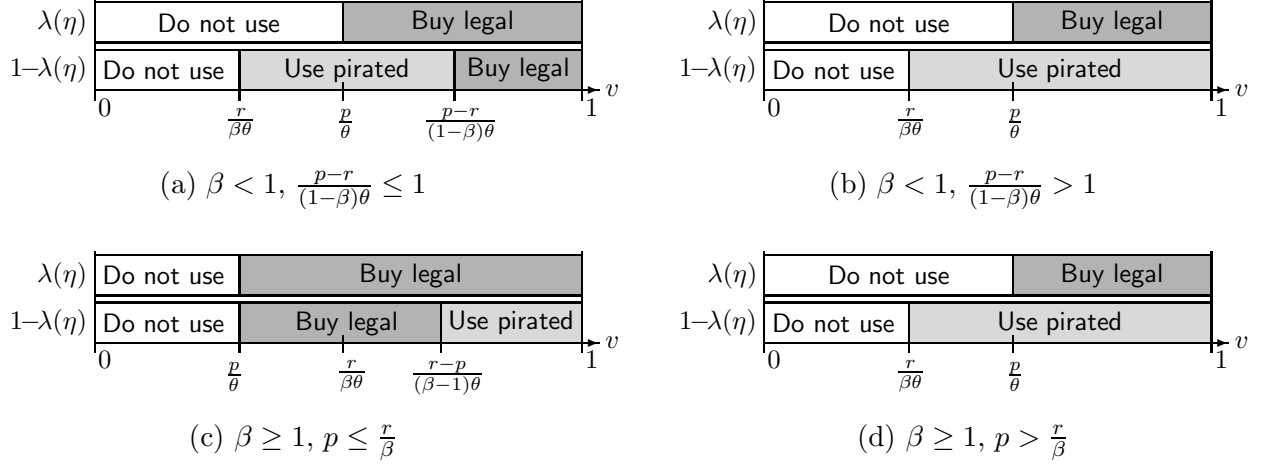 λ(η) Do not use Buy legal
1−λ(η) Do not use Use pirated Buy legal
0 r/βθ p/θ p−r/(1−β)θ 1 v
(a) β < 1, p−r/(1−β)θ ≤ 1
λ(η) Do not use Buy legal
1−λ(η) Do not use Use pirated
0 r/βθ p/θ 1 v
(b) β < 1, p−r/(1−β)θ > 1
λ(η) Do not use Buy legal
1−λ(η) Do not use Buy legal Use pirated
0 p/θ r/βθ r−p/(β−1)θ 1 v
(c) β ≥ 1, p ≤ r/β
λ(η) Do not use Buy legal
1−λ(η) Do not use Use pirated
0 r/βθ p/θ 1 v
(d) β ≥ 1, p > r/β